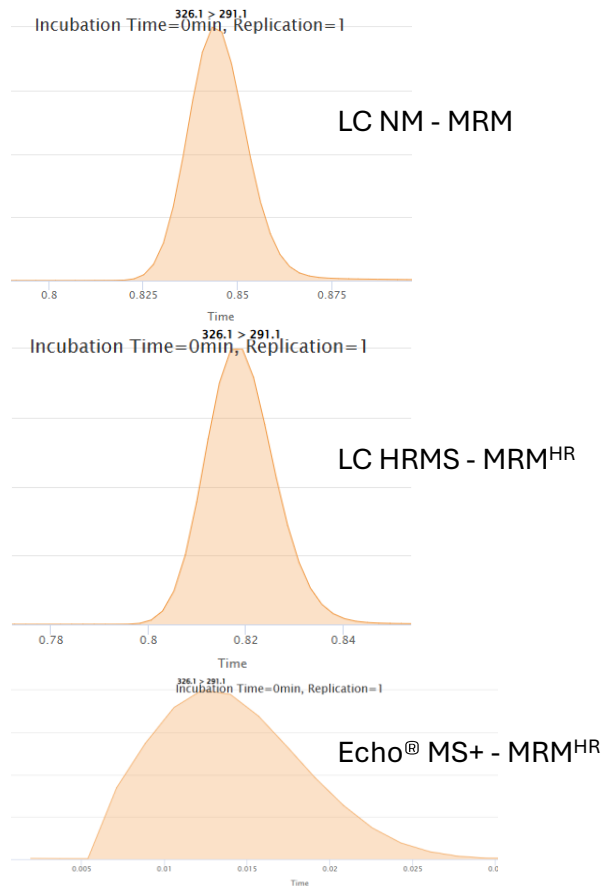 326.1 > 291.1
Incubation Time=0min, Replication=1
LC NM - MRM
0.8 0.825 0.85 0.875
Time
326.1 > 291.1
Incubation Time=0min, Replication=1
LC HRMS - MRMᴴᴿ
0.78 0.8 0.82 0.84
Time
326.1 > 291.1
Incubation Time=0min, Replication=1
Echo® MS+ - MRMᴴᴿ
0.005 0.01 0.015 0.02 0.025
Time